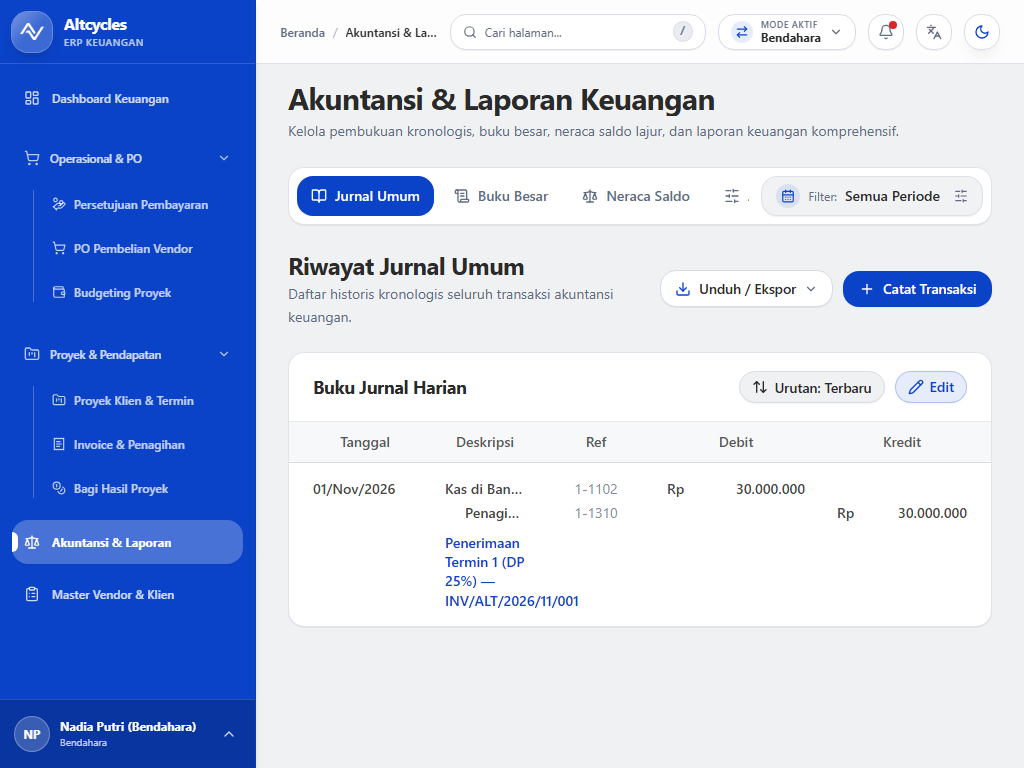 Altcycles
ERP KEUANGAN
Dashboard Keuangan
Operasional & PO
Persetujuan Pembayaran
PO Pembelian Vendor
Budgeting Proyek
Proyek & Pendapatan
Proyek Klien & Termin
Invoice & Penagihan
Bagi Hasil Proyek
Akuntansi & Laporan
Master Vendor & Klien
NP
Nadia Putri (Bendahara)
Bendahara
Beranda / Akuntansi & La...
Cari halaman... /
MODE AKTIF
Bendahara
Akuntansi & Laporan Keuangan
Kelola pembukuan kronologis, buku besar, neraca saldo lajur, dan laporan keuangan komprehensif.
Jurnal Umum Buku Besar Neraca Saldo Filter: Semua Periode
Riwayat Jurnal Umum
Daftar historis kronologis seluruh transaksi akuntansi
keuangan.
Unduh / Ekspor
Catat Transaksi
Buku Jurnal Harian
Urutan: Terbaru
Edit
Tanggal Deskripsi Ref Debit Kredit
01/Nov/2026 Kas di Ban... 1-1102 Rp 30.000.000
Penagi... 1-1310 Rp 30.000.000
Penerimaan
Termin 1 (DP
25%) —
INV/ALT/2026/11/001